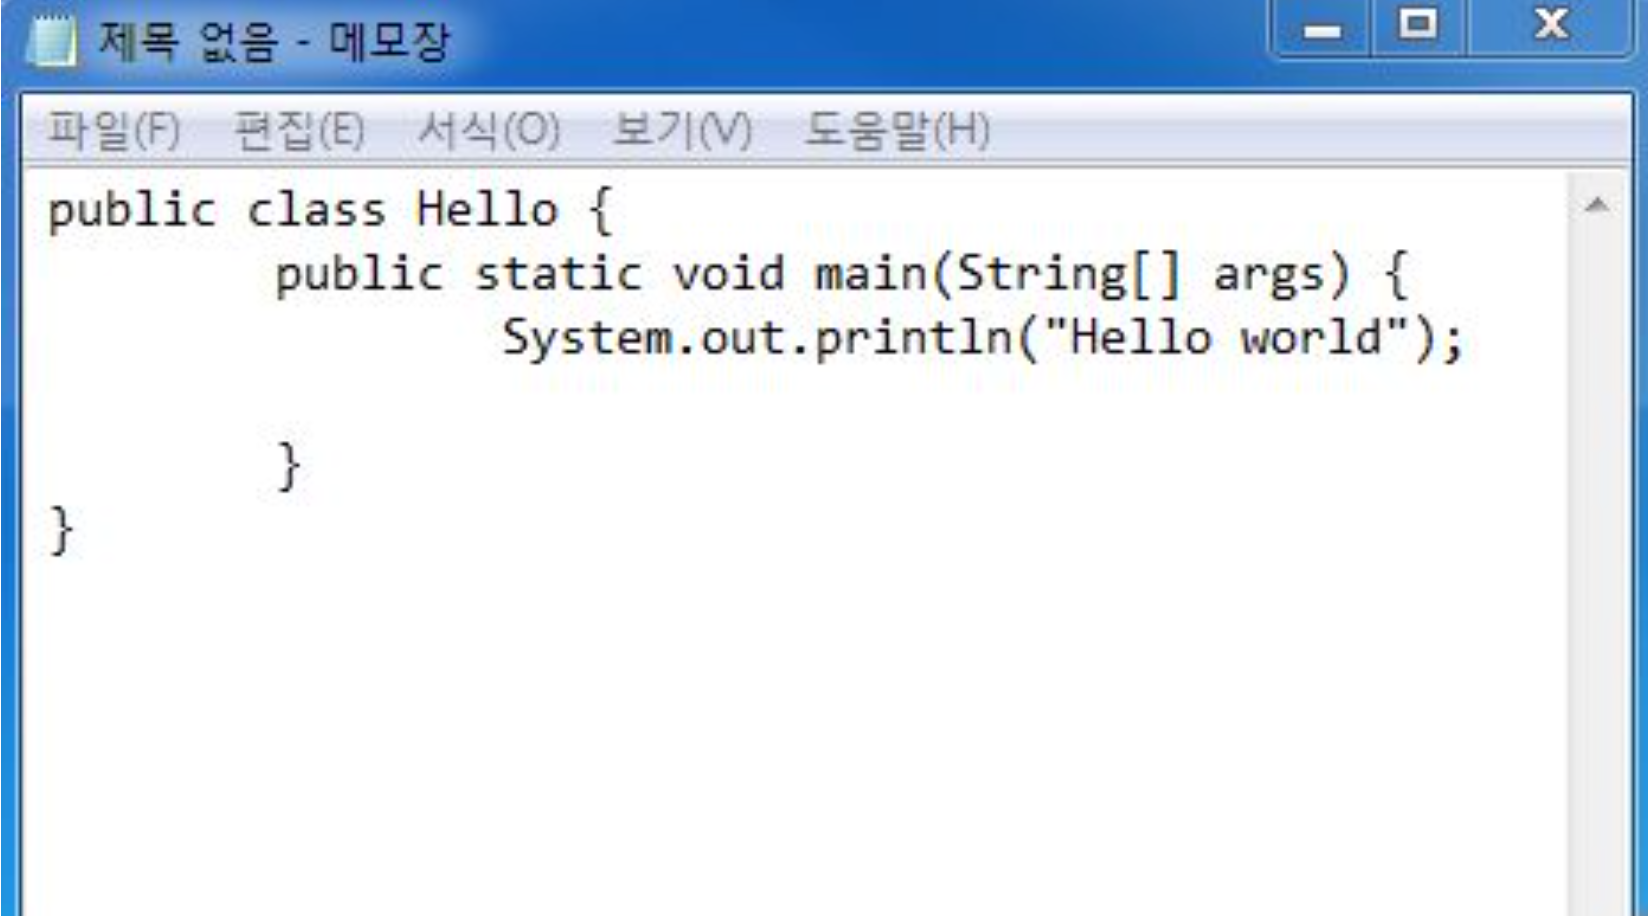 제목 없음 - 메모장
파일(F) 편집(E) 서식(O) 보기(V) 도움말(H)
public class Hello {
public static void main(String[] args) {
System.out.println("Hello world");
}
}